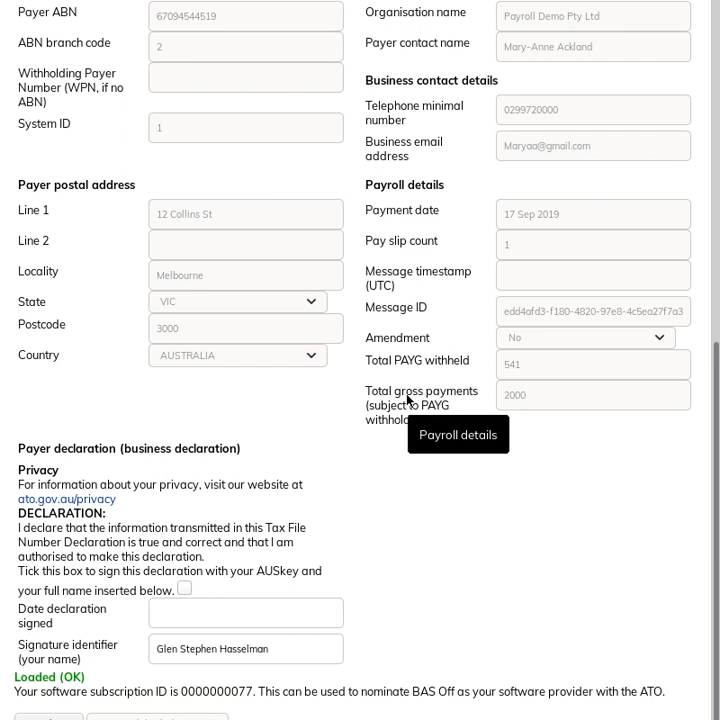 Payer ABN 67094544519
ABN branch code 2
Withholding Payer
Number (WPN, if no
ABN)
System ID 1
Organisation name Payroll Demo Pty Ltd
Payer contact name Mary-Anne Ackland
Business contact details
Telephone minimal
number 0299720000
Business email
address Maryaa@gmail.com
Payer postal address
Line 1 12 Collins St
Line 2
Locality Melbourne
State VIC
Postcode 3000
Country AUSTRALIA
Payroll details
Payment date 17 Sep 2019
Pay slip count 1
Message timestamp
(UTC)
Message ID edd4afd3-f180-4820-97e8-4c5ea27f7a3
Amendment No
Total PAYG withheld 541
Total gross payments 2000
(subject to PAYG
Payroll details
Payer declaration (business declaration)
Privacy
For information about your privacy, visit our website at
ato.gov.au/privacy
DECLARATION:
I declare that the information transmitted in this Tax File
Number Declaration is true and correct and that I am
authorised to make this declaration.
Tick this box to sign this declaration with your AUSkey and
your full name inserted below.
Date declaration
signed
Signature identifier
(your name) Glen Stephen Hasselman
Loaded (OK)
Your software subscription ID is 0000000077. This can be used to nominate BAS Off as your software provider with the ATO.